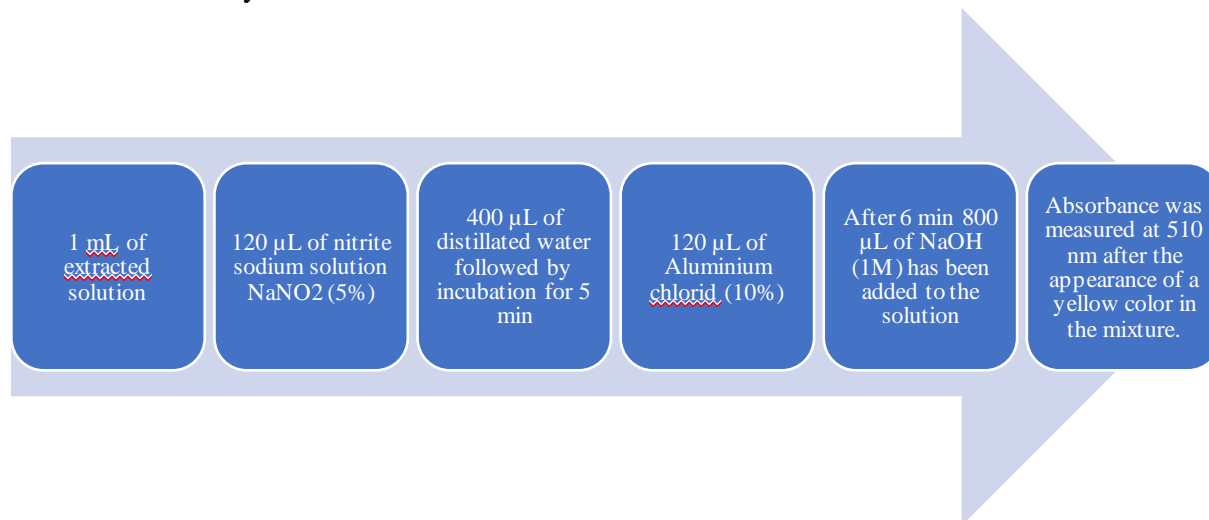 1 mL of
extracted
solution
120 µL of nitrite
sodium solution
NaNO2 (5%)
400 µL of
distillated water
followed by
incubation for 5
min
120 µL of
Aluminium
chlorid (10%)
After 6 min 800
µL of NaOH
(1M) has been
added to the
solution
Absorbance was
measured at 510
nm after the
appearance of a
yellow color in
the mixture.